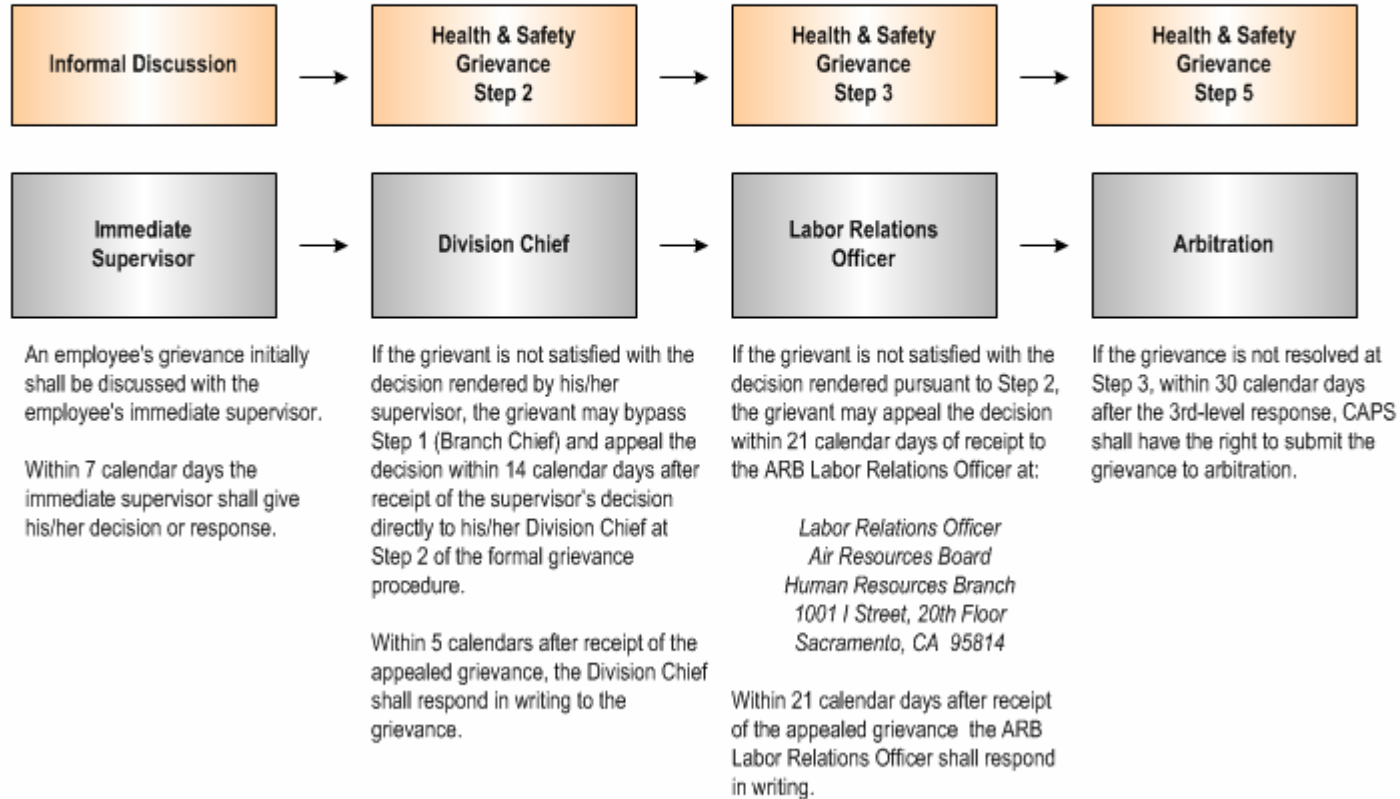 Informal Discussion
Health & Safety
Grievance
Step 2
Health & Safety
Grievance
Step 3
Health & Safety
Grievance
Step 5
Immediate
Supervisor
Division Chief
Labor Relations
Officer
Arbitration
An employee's grievance initially
shall be discussed with the
employee's immediate supervisor.
Within 7 calendar days the
immediate supervisor shall give
his/her decision or response.
If the grievant is not satisfied with the
decision rendered by his/her
supervisor, the grievant may bypass
Step 1 (Branch Chief) and appeal the
decision within 14 calendar days after
receipt of the supervisor's decision
directly to his/her Division Chief at
Step 2 of the formal grievance
procedure.
Within 5 calendars after receipt of the
appealed grievance, the Division Chief
shall respond in writing to the
grievance.
If the grievant is not satisfied with the
decision rendered pursuant to Step 2,
the grievant may appeal the decision
within 21 calendar days of receipt to
the ARB Labor Relations Officer at:
Labor Relations Officer
Air Resources Board
Human Resources Branch
1001 I Street, 20th Floor
Sacramento, CA 95814
Within 21 calendar days after receipt
of the appealed grievance the ARB
Labor Relations Officer shall respond
in writing.
If the grievance is not resolved at
Step 3, within 30 calendar days
after the 3rd-level response, CAPS
shall have the right to submit the
grievance to arbitration.